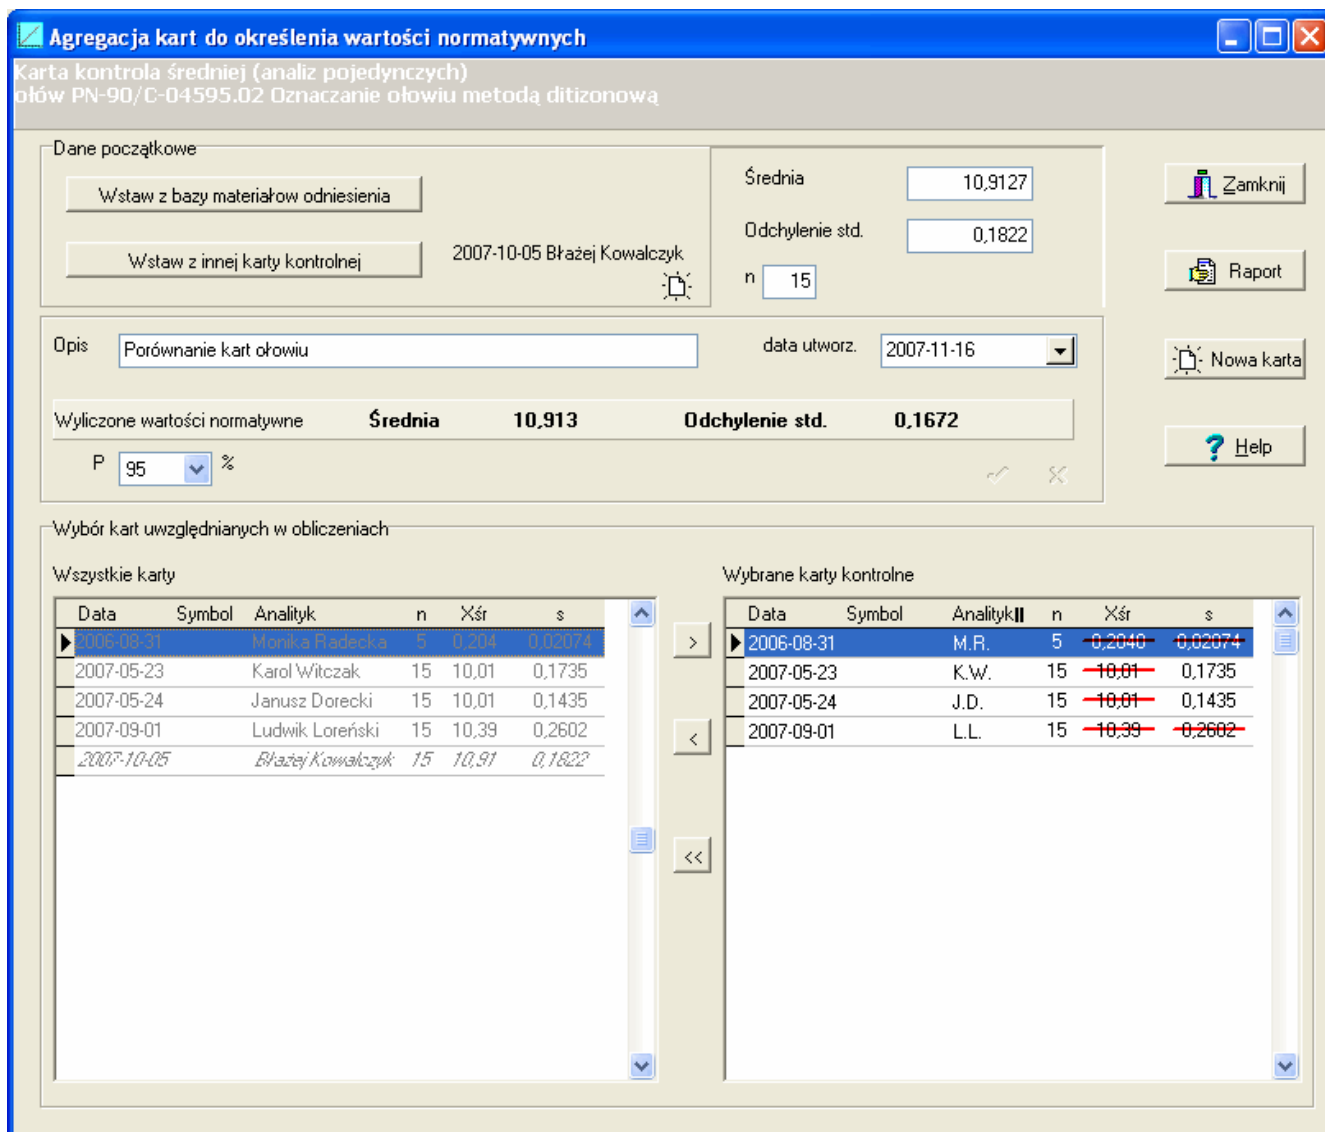 Agregacja kart do określenia wartości normatywnych
Karta kontrola średniej (analiz pojedynczych)
ołów PN-90/C-04595.02 Oznaczanie ołowiu metodą ditizonową
Dane początkowe
Wstaw z bazy materiałow odniesienia
Wstaw z innej karty kontrolnej
2007-10-05 Błażej Kowalczyk
Średnia 10,9127
Odchylenie std. 0,1822
n 15
Zamknij
Raport
Nowa karta
Help
Opis Porównanie kart ołowiu data utworz. 2007-11-16
Wyliczone wartości normatywne Średnia 10,913 Odchylenie std. 0,1672
P 95 %
Wybór kart uwzględnianych w obliczeniach
Wszystkie karty
Data Symbol Analityk n Xśr s
2006-08-31 Monika Radecka 5 0,204 0,02074
2007-05-23 Karol Witczak 15 10,01 0,1735
2007-05-24 Janusz Dorecki 15 10,01 0,1435
2007-09-01 Ludwik Loreński 15 10,39 0,2602
2007-10-05 Błażej Kowalczyk 15 10,91 0,1822
>
<
<<
Wybrane karty kontrolne
Data Symbol Analityk n Xśr s
2006-08-31 M.R. 5 0,2040 0,02074
2007-05-23 K.W. 15 10,01 0,1735
2007-05-24 J.D. 15 10,01 0,1435
2007-09-01 L.L. 15 10,39 0,2602